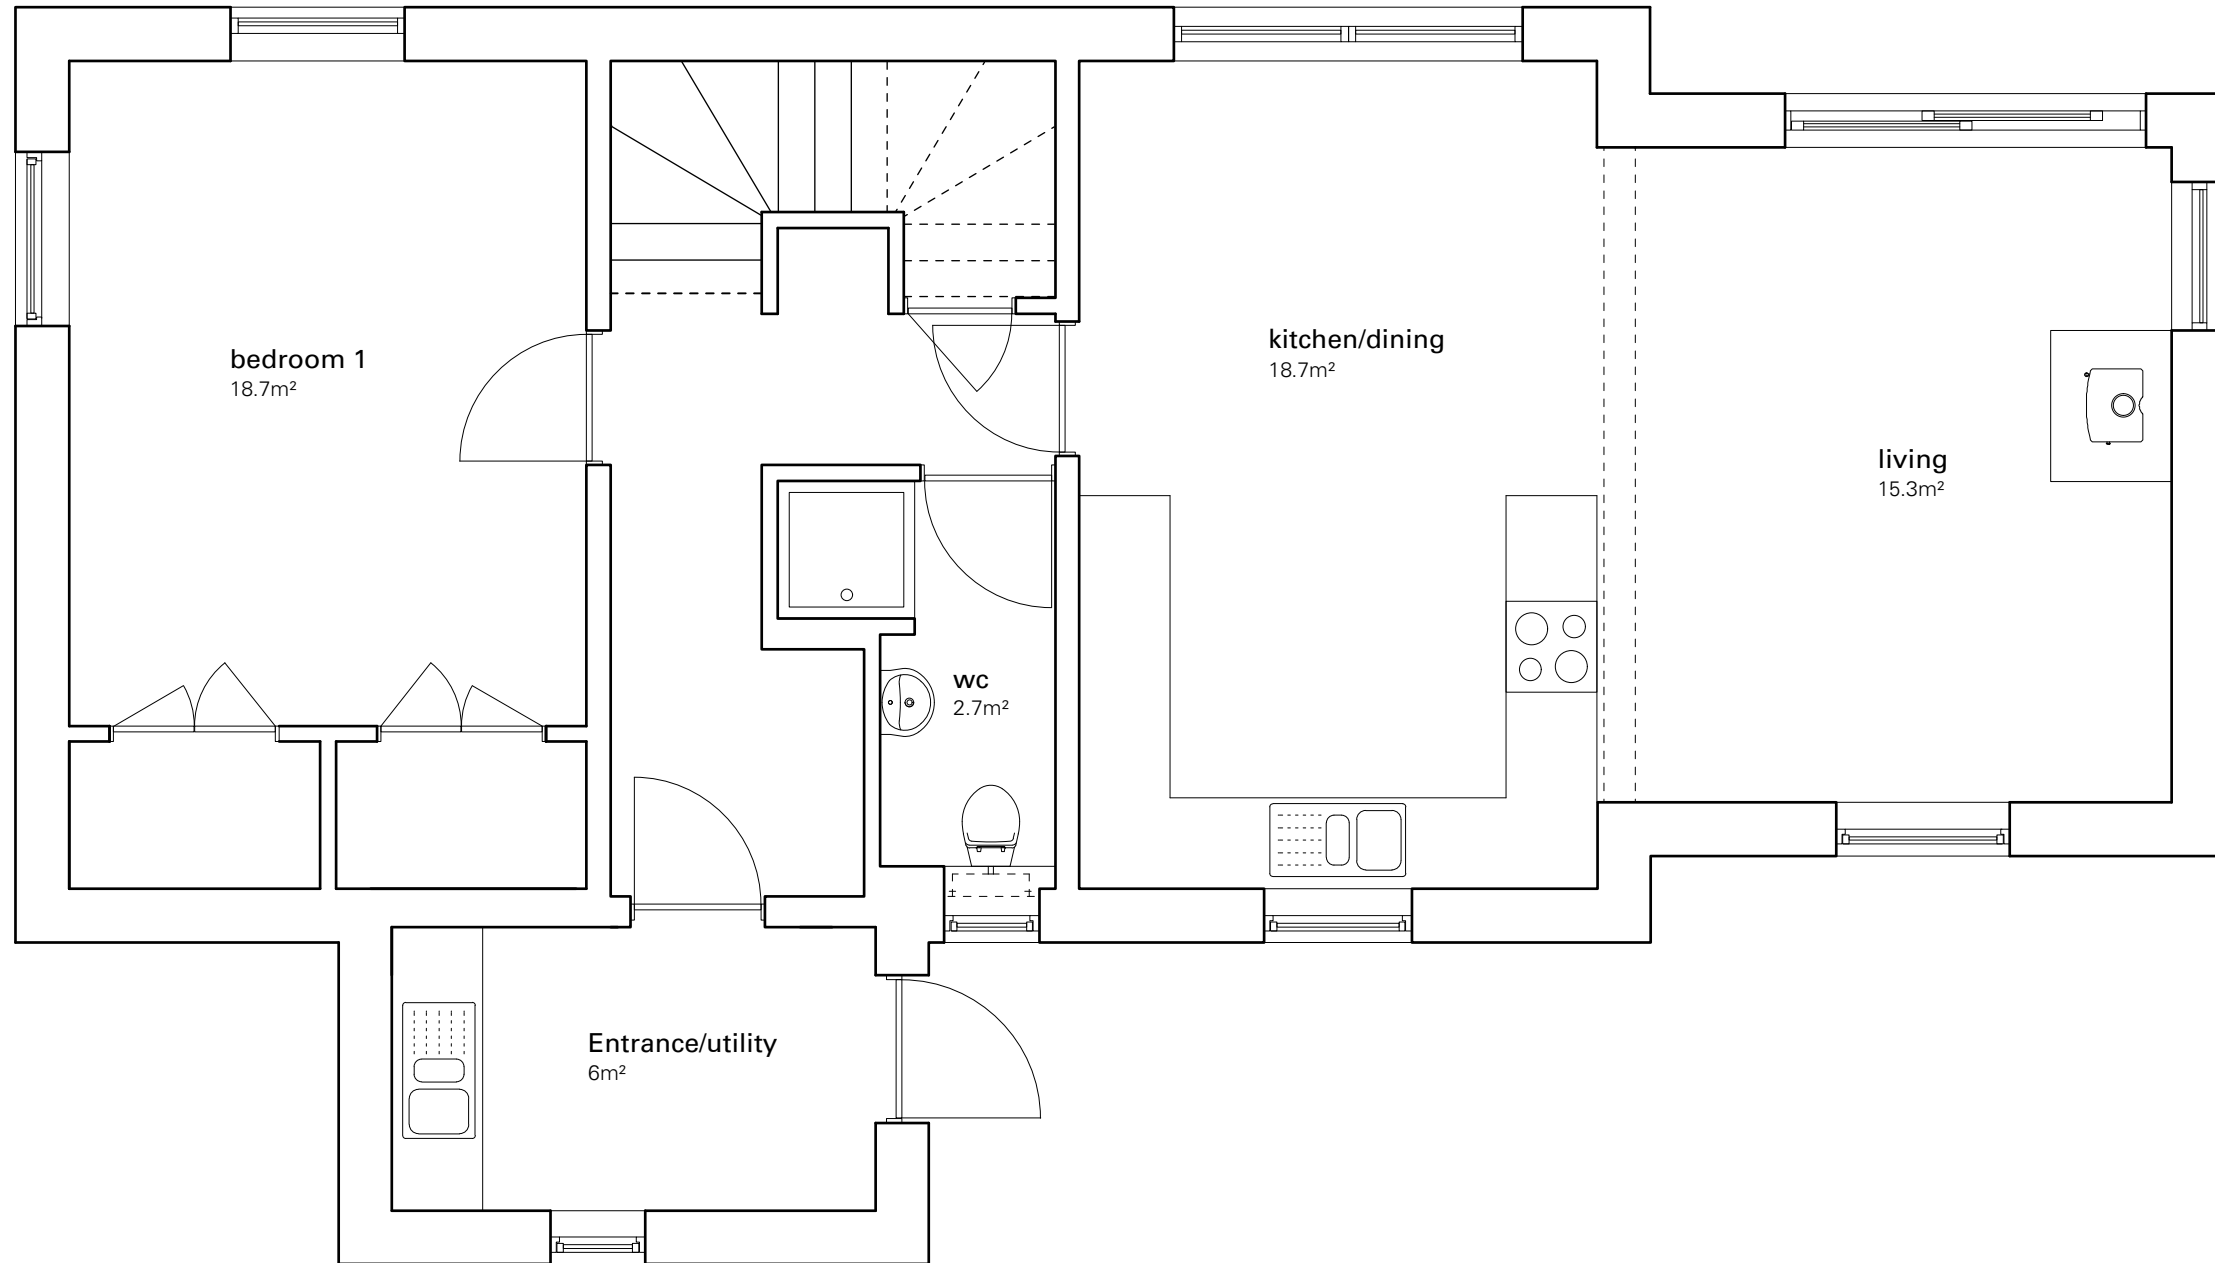 bedroom 1
18.7m²
kitchen/dining
18.7m²
living
15.3m²
wc
2.7m²
Entrance/utility
6m²